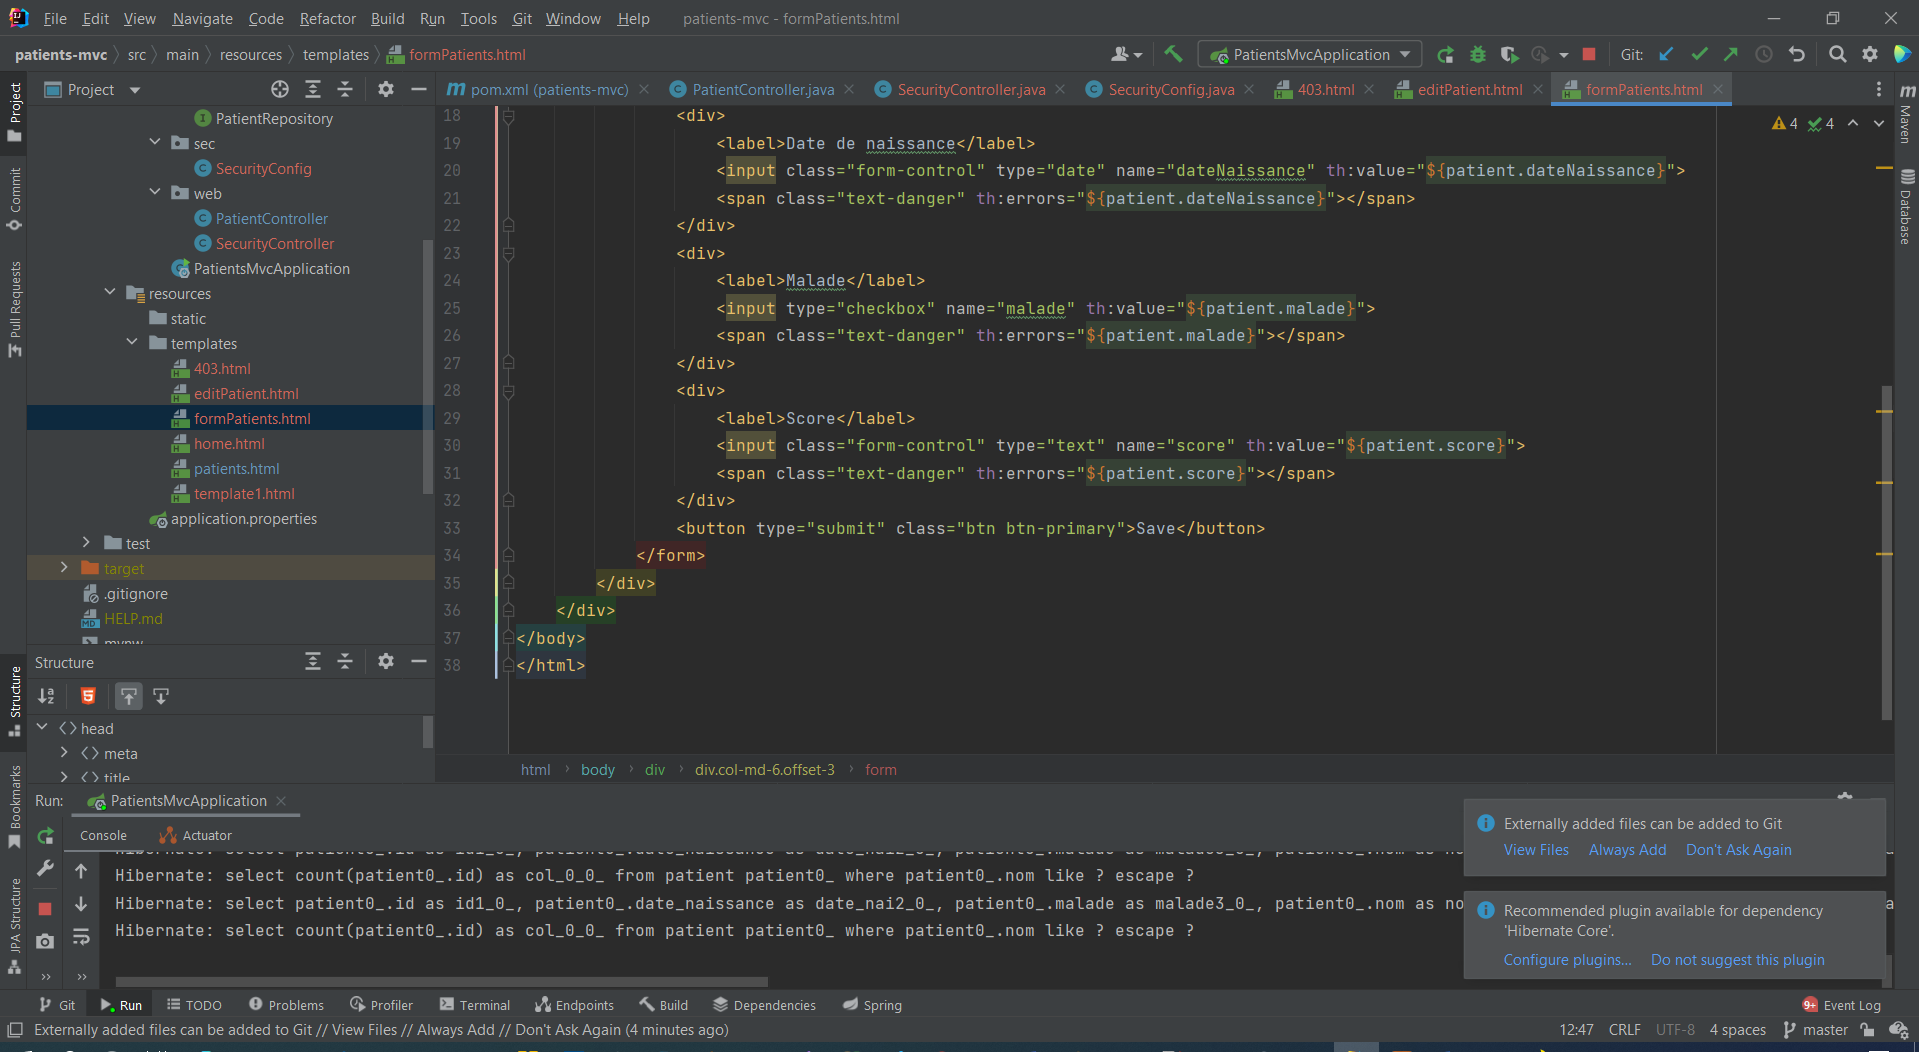 File Edit View Navigate Code Refactor Build Run Tools Git Window Help patients-mvc - formPatients.html
patients-mvc src main resources templates formPatients.html
PatientsMvcApplication
Git:
Project
pom.xml (patients-mvc)
PatientController.java
SecurityController.java
SecurityConfig.java
403.html
editPatient.html
formPatients.html
Project
Commit
Pull Requests
Structure
Bookmarks
JPA Structure
Maven
Database
PatientRepository
sec
SecurityConfig
web
PatientController
SecurityController
PatientsMvcApplication
resources
static
templates
403.html
editPatient.html
formPatients.html
home.html
patients.html
template1.html
application.properties
test
target
.gitignore
HELP.md
mvnw
4 4
18 <div>
19 <label>Date de naissance</label>
20 <input class="form-control" type="date" name="dateNaissance" th:value="${patient.dateNaissance}">
21 <span class="text-danger" th:errors="${patient.dateNaissance}"></span>
22 </div>
23 <div>
24 <label>Malade</label>
25 <input type="checkbox" name="malade" th:value="${patient.malade}">
26 <span class="text-danger" th:errors="${patient.malade}"></span>
27 </div>
28 <div>
29 <label>Score</label>
30 <input class="form-control" type="text" name="score" th:value="${patient.score}">
31 <span class="text-danger" th:errors="${patient.score}"></span>
32 </div>
33 <button type="submit" class="btn btn-primary">Save</button>
34 </form>
35 </div>
36 </div>
37 </body>
38 </html>
Structure
head
meta
title
html body div div.col-md-6.offset-3 form
Run: PatientsMvcApplication
Console Actuator
Hibernate: select count(patient0_.id) as col_0_0_ from patient patient0_ where patient0_.nom like ? escape ?
Hibernate: select patient0_.id as id1_0_, patient0_.date_naissance as date_nai2_0_, patient0_.malade as malade3_0_, patient0_.nom as no
Hibernate: select count(patient0_.id) as col_0_0_ from patient patient0_ where patient0_.nom like ? escape ?
Externally added files can be added to Git
View Files Always Add Don't Ask Again
Recommended plugin available for dependency
'Hibernate Core'.
Configure plugins... Do not suggest this plugin
Git Run TODO Problems Profiler Terminal Endpoints Build Dependencies Spring 9+ Event Log
Externally added files can be added to Git // View Files // Always Add // Don't Ask Again (4 minutes ago) 12:47 CRLF UTF-8 4 spaces master